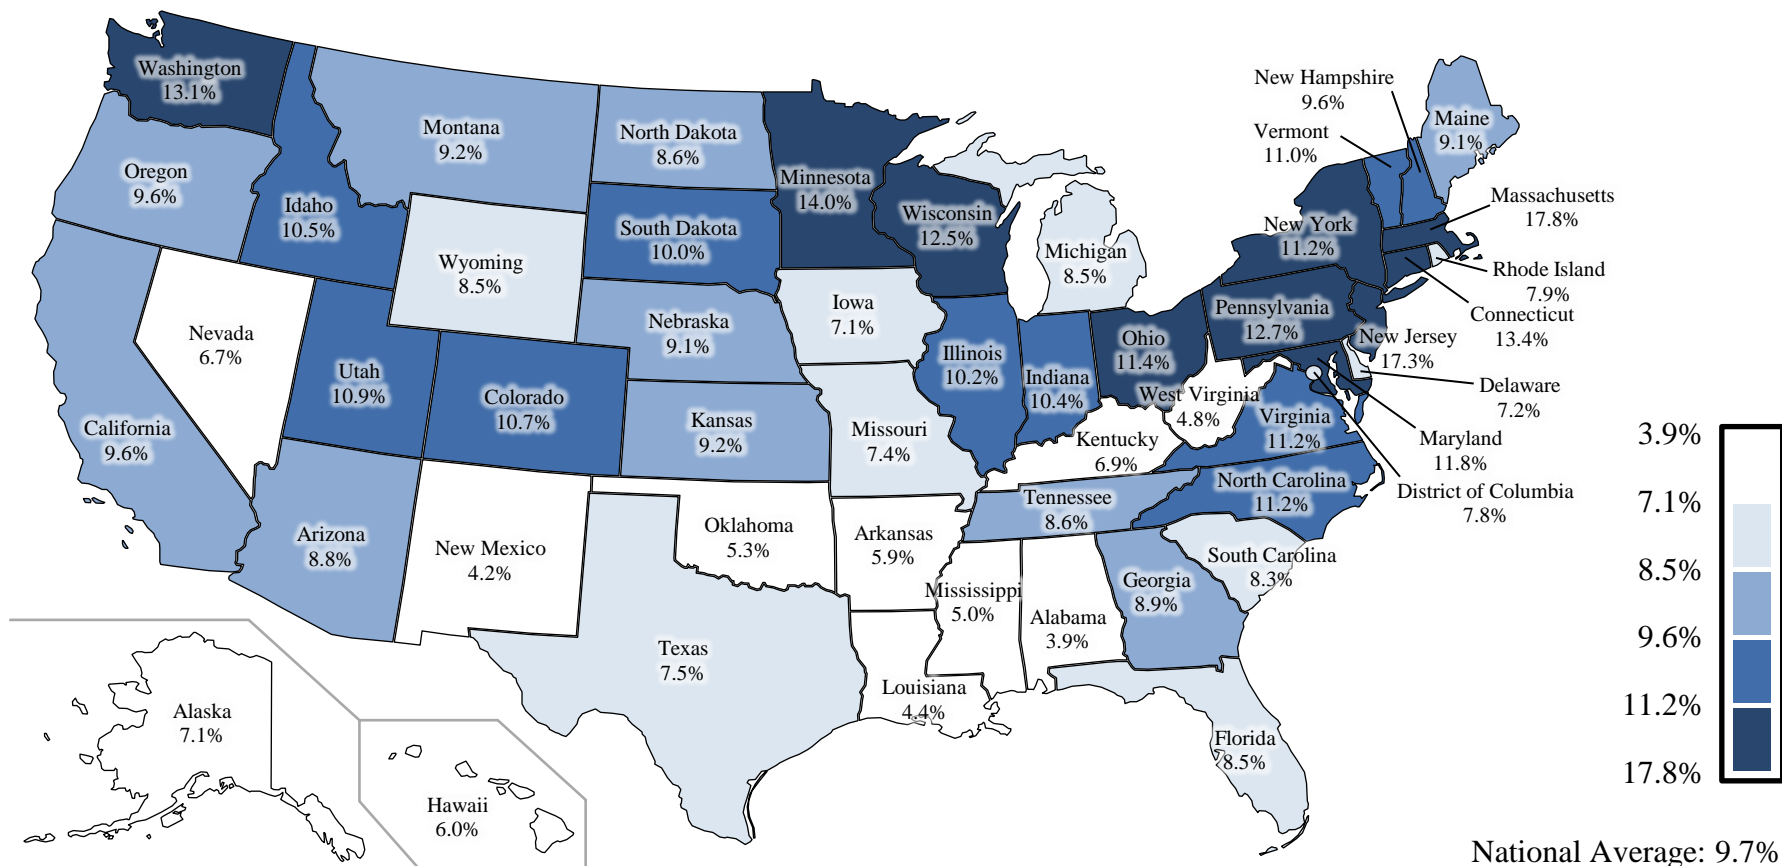 Washington
13.1%
Montana
9.2%
North Dakota
8.6%
Minnesota
14.0%
New Hampshire
9.6%
Vermont
11.0%
Maine
9.1%
Oregon
9.6%
Idaho
10.5%
South Dakota
10.0%
Wisconsin
12.5%
Michigan
8.5%
New York
11.2%
Massachusetts
17.8%
Rhode Island
7.9%
Connecticut
13.4%
Wyoming
8.5%
Iowa
7.1%
Nebraska
9.1%
Nevada
6.7%
Utah
10.9%
Colorado
10.7%
Illinois
10.2%
Indiana
10.4%
Ohio
11.4%
Pennsylvania
12.7%
New Jersey
17.3%
Delaware
7.2%
Maryland
11.8%
District of Columbia
7.8%
West Virginia
4.8%
Virginia
11.2%
California
9.6%
Kansas
9.2%
Missouri
7.4%
Kentucky
6.9%
North Carolina
11.2%
Tennessee
8.6%
Arizona
8.8%
New Mexico
4.2%
Oklahoma
5.3%
Arkansas
5.9%
South Carolina
8.3%
Georgia
8.9%
Mississippi
5.0%
Alabama
3.9%
Texas
7.5%
Louisiana
4.4%
Florida
8.5%
Alaska
7.1%
Hawaii
6.0%
3.9%
7.1%
8.5%
9.6%
11.2%
17.8%
National Average: 9.7%